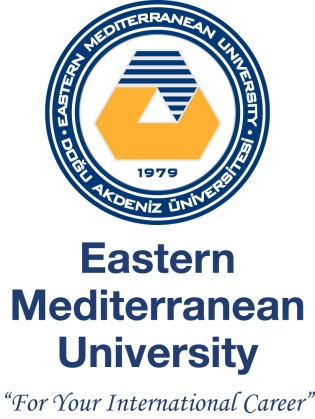 · EASTERN MEDITERRANEAN UNIVERSITY ·
DOĞU AKDENİZ ÜNİVERSİTESİ
1979
Eastern
Mediterranean
University
“For Your International Career”